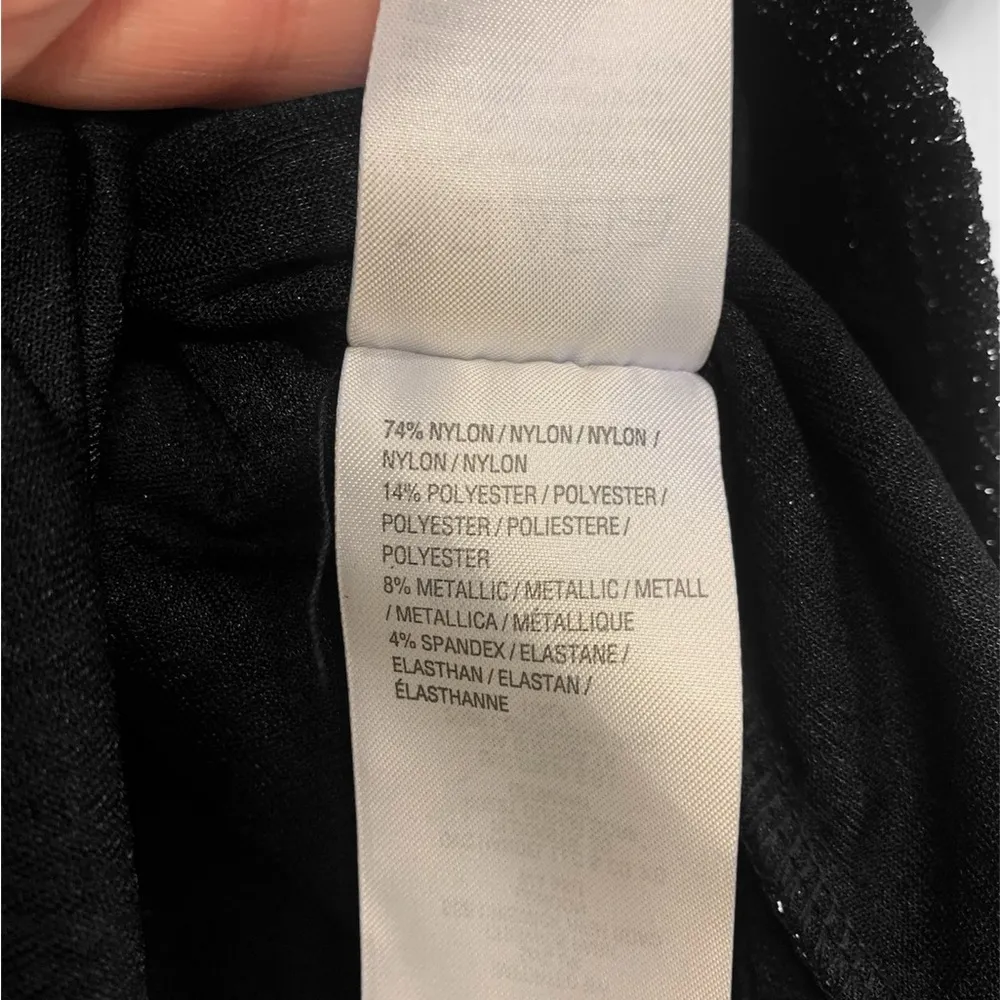 74% NYLON / NYLON / NYLON /
NYLON / NYLON
14% POLYESTER / POLYESTER /
POLYESTER / POLIESTERE /
POLYESTER
8% METALLIC / METALLIC / METALL
/ METALLICA / MÉTALLIQUE
4% SPANDEX / ELASTANE /
ELASTHAN / ELASTAN /
ÉLASTHANNE